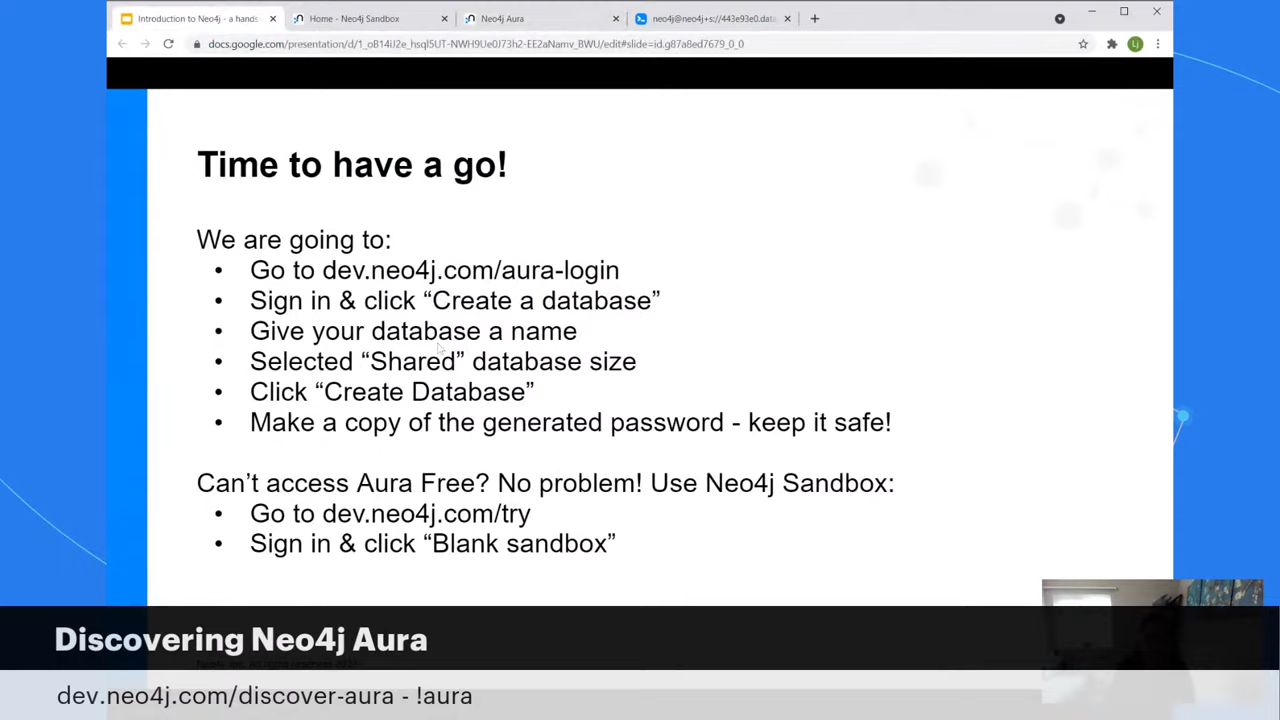 Introduction to Neo4j - a hands
Home - Neo4j Sandbox
Neo4j Aura
neo4j@neo4j+s://443e93e0.data
docs.google.com/presentation/d/1_oB14IJ2e_hsqI5UT-NWH9Ue0J73h2-EE2aNamv_BWU/edit#slide=id.g87a8ed7679_0_0
Lj
Time to have a go!
We are going to:
• Go to dev.neo4j.com/aura-login
• Sign in & click “Create a database”
• Give your database a name
• Selected “Shared” database size
• Click “Create Database”
• Make a copy of the generated password - keep it safe!
Can’t access Aura Free? No problem! Use Neo4j Sandbox:
• Go to dev.neo4j.com/try
• Sign in & click “Blank sandbox”
Discovering Neo4j Aura
dev.neo4j.com/discover-aura - !aura